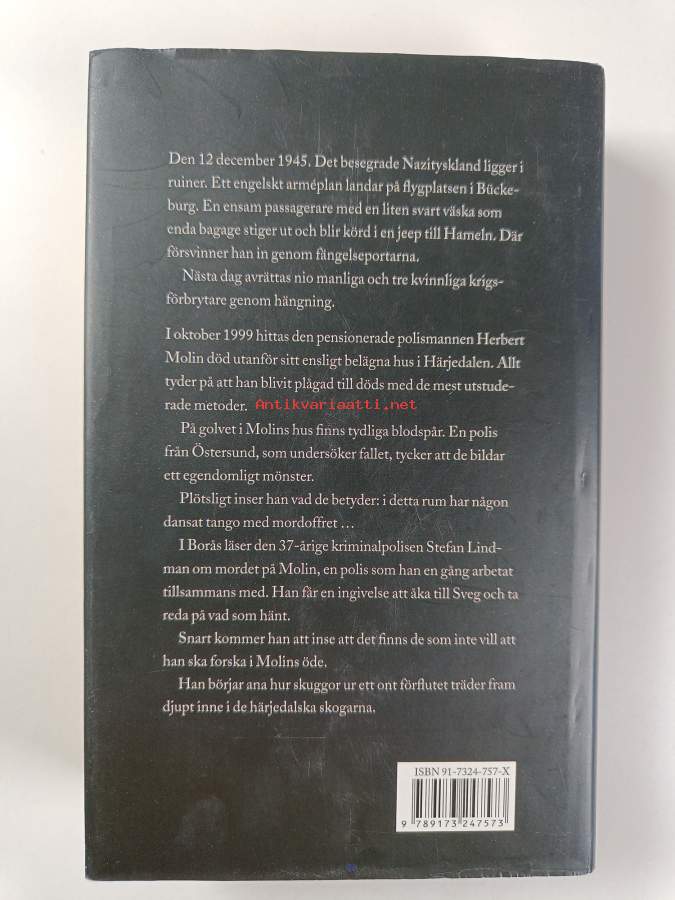 Den 12 december 1945. Det besegrade Nazityskland ligger i
ruiner. Ett engelskt arméplan landar på flygplatsen i Bücke-
burg. En ensam passagerare med en liten svart väska som
enda bagage stiger ut och blir körd i en jeep till Hameln. Där
försvinner han in genom fängelseportarna.
Nästa dag avrättas nio manliga och tre kvinnliga krigs-
förbrytare genom hängning.
I oktober 1999 hittas den pensionerade polismannen Herbert
Molin död utanför sitt ensligt belägna hus i Härjedalen. Allt
tyder på att han blivit plågad till döds med de mest utstude-
rade metoder.
Antikvariaatti.net
På golvet i Molins hus finns tydliga blodspår. En polis
från Östersund, som undersöker fallet, tycker att de bildar
ett egendomligt mönster.
Plötsligt inser han vad de betyder: i detta rum har någon
dansat tango med mordoffret …
I Borås läser den 37-årige kriminalpolisen Stefan Lind-
man om mordet på Molin, en polis som han en gång arbetat
tillsammans med. Han får en ingivelse att åka till Sveg och ta
reda på vad som hänt.
Snart kommer han att inse att det finns de som inte vill att
han ska forska i Molins öde.
Han börjar ana hur skuggor ur ett ont förflutet träder fram
djupt inne i de härjedalska skogarna.
ISBN 91-7324-757-X
9 789173 247573